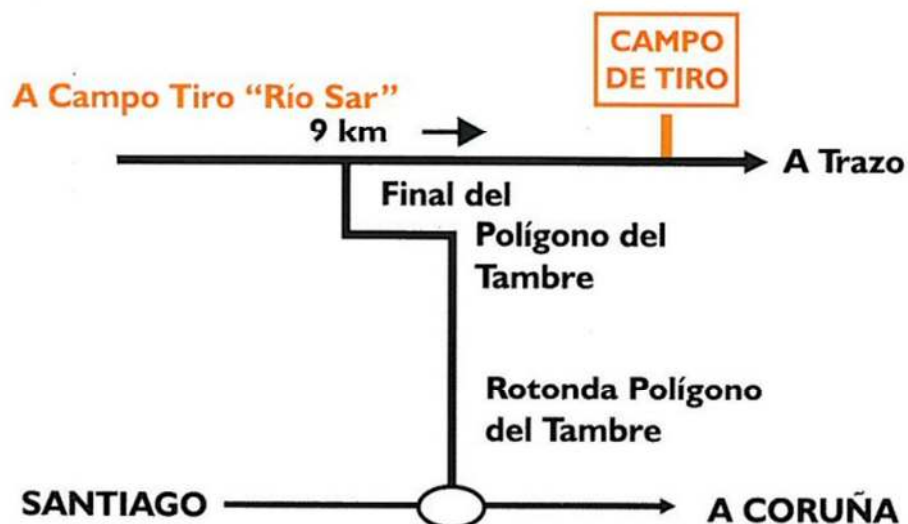 CAMPO
DE TIRO
A Campo Tiro “Río Sar”
9 km
A Trazo
Final del
Polígono del
Tambre
Rotonda Polígono
del Tambre
SANTIAGO
A CORUÑA